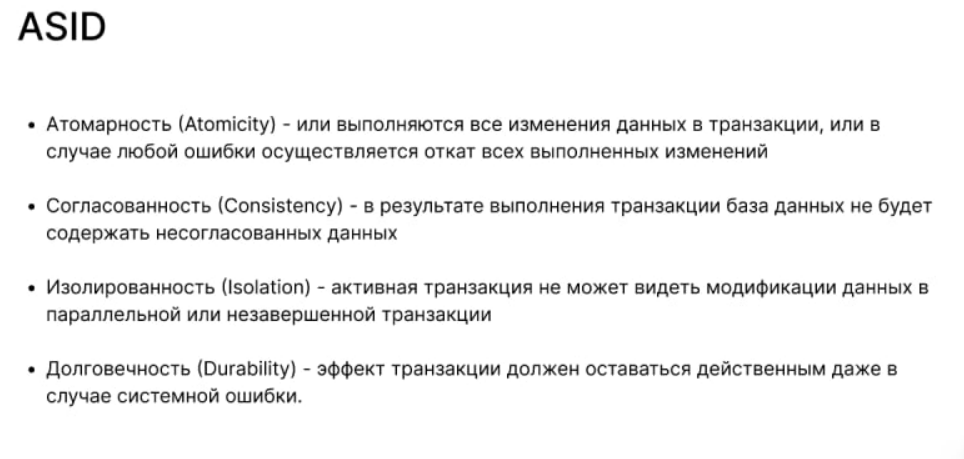 ASID
• Атомарность (Atomicity) - или выполняются все изменения данных в транзакции, или в
случае любой ошибки осуществляется откат всех выполненных изменений
• Согласованность (Consistency) - в результате выполнения транзакции база данных не будет
содержать несогласованных данных
• Изолированность (Isolation) - активная транзакция не может видеть модификации данных в
параллельной или незавершенной транзакции
• Долговечность (Durability) - эффект транзакции должен оставаться действенным даже в
случае системной ошибки.